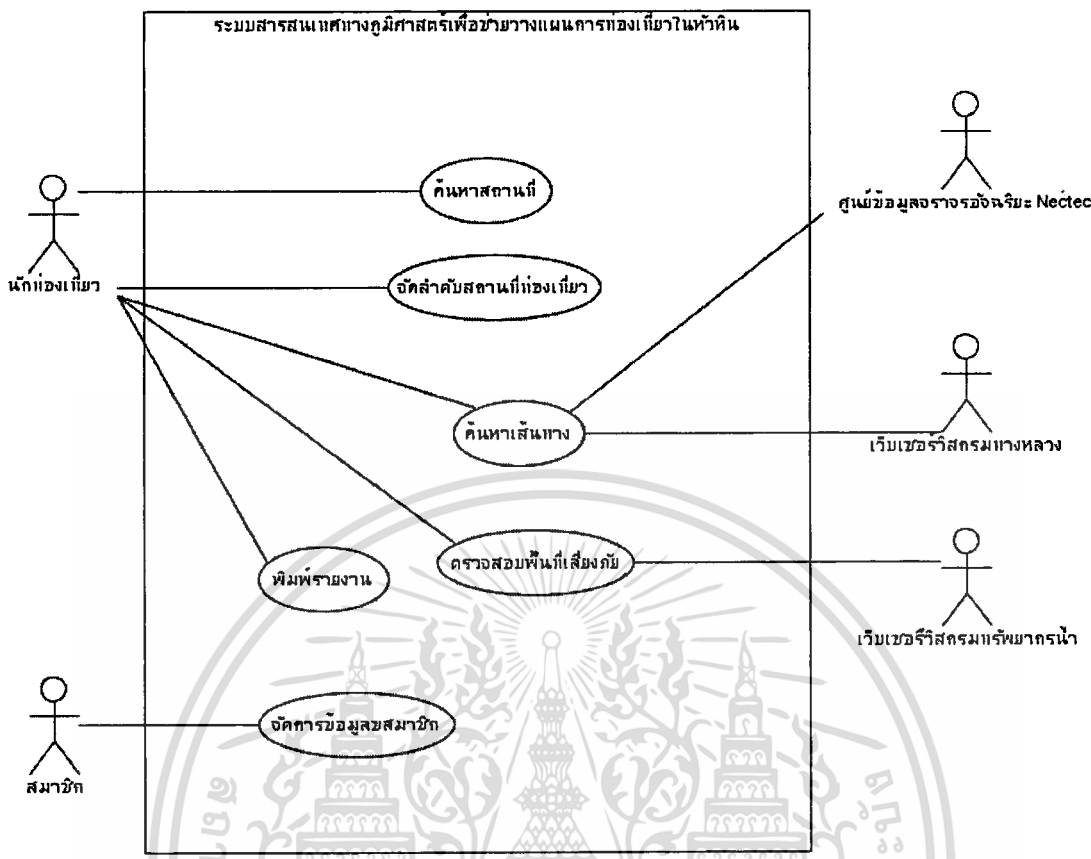 ระบบสารสนเทศทางภูมิศาสตร์เพื่อช่วยวางแผนการท่องเที่ยวในหัวหิน
ค้นหาสถานที่
ศูนย์ข้อมูลจราจรอัจฉริยะ Nectec
นักท่องเที่ยว
จัดลำดับสถานที่ท่องเที่ยว
ค้นหาเส้นทาง
เว็บเซอร์วิสกรมทางหลวง
ตรวจสอบพื้นที่เสี่ยงภัย
พิมพ์รายงาน
เว็บเซอร์วิสกรมทรัพยากรน้ำ
จัดการข้อมูลขสมาชิก
สมาชิก